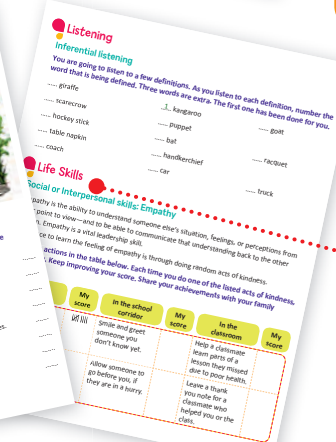 Listening
Inferential listening
You are going to listen to a few definitions. As you listen to each definition, number the
word that is being defined. Three words are extra. The first one has been done for you.
..... giraffe
..... scarecrow
..... hockey stick
..... table napkin
..... coach
1 kangaroo
..... puppet
..... bat
..... handkerchief
..... car
..... goat
..... racquet
..... truck
Life Skills
Social or Interpersonal skills: Empathy
pathy is the ability to understand someone else's situation, feelings, or perceptions from
point to view—and to be able to communicate that understanding back to the other
n. Empathy is a vital leadership skill.
ce to learn the feeling of empathy is through doing random acts of kindness.
actions in the table below. Each time you do one of the listed acts of kindness,
. Keep improving your score. Share your achievements with your family
My
score
In the school
corridor
My
score
In the
classroom
My
score
Smile and greet
someone you
don't know yet.
Help a classmate
learn parts of a
lesson they missed
due to poor health.
Allow someone to
go before you, if
they are in a hurry.
Leave a thank
you note for a
classmate who
helped you or the
class.